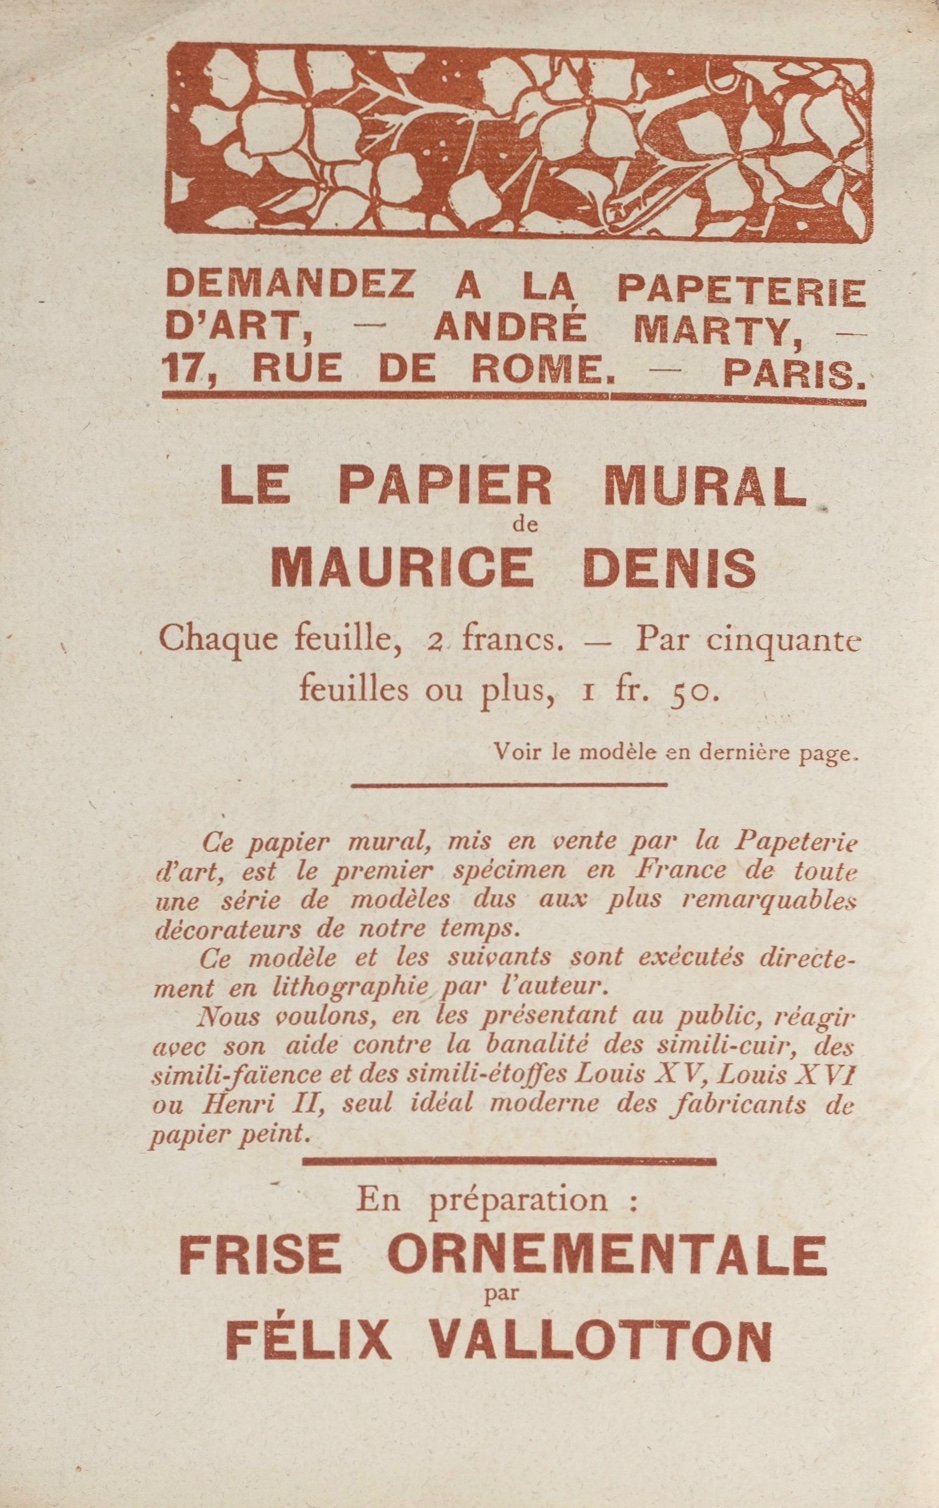 DEMANDEZ A LA PAPETERIE
D'ART, — ANDRÉ MARTY, —
17, RUE DE ROME. — PARIS.
LE PAPIER MURAL
de
MAURICE DENIS
Chaque feuille, 2 francs. — Par cinquante
feuilles ou plus, 1 fr. 50.
Voir le modèle en dernière page.
Ce papier mural, mis en vente par la Papeterie
d'art, est le premier spécimen en France de toute
une série de modèles dus aux plus remarquables
décorateurs de notre temps.
Ce modèle et les suivants sont exécutés directe-
ment en lithographie par l'auteur.
Nous voulons, en les présentant au public, réagir
avec son aide contre la banalité des simili-cuir, des
simili-faïence et des simili-étoffes Louis XV, Louis XVI
ou Henri II, seul idéal moderne des fabricants de
papier peint.
En préparation :
FRISE ORNEMENTALE
par
FÉLIX VALLOTTON